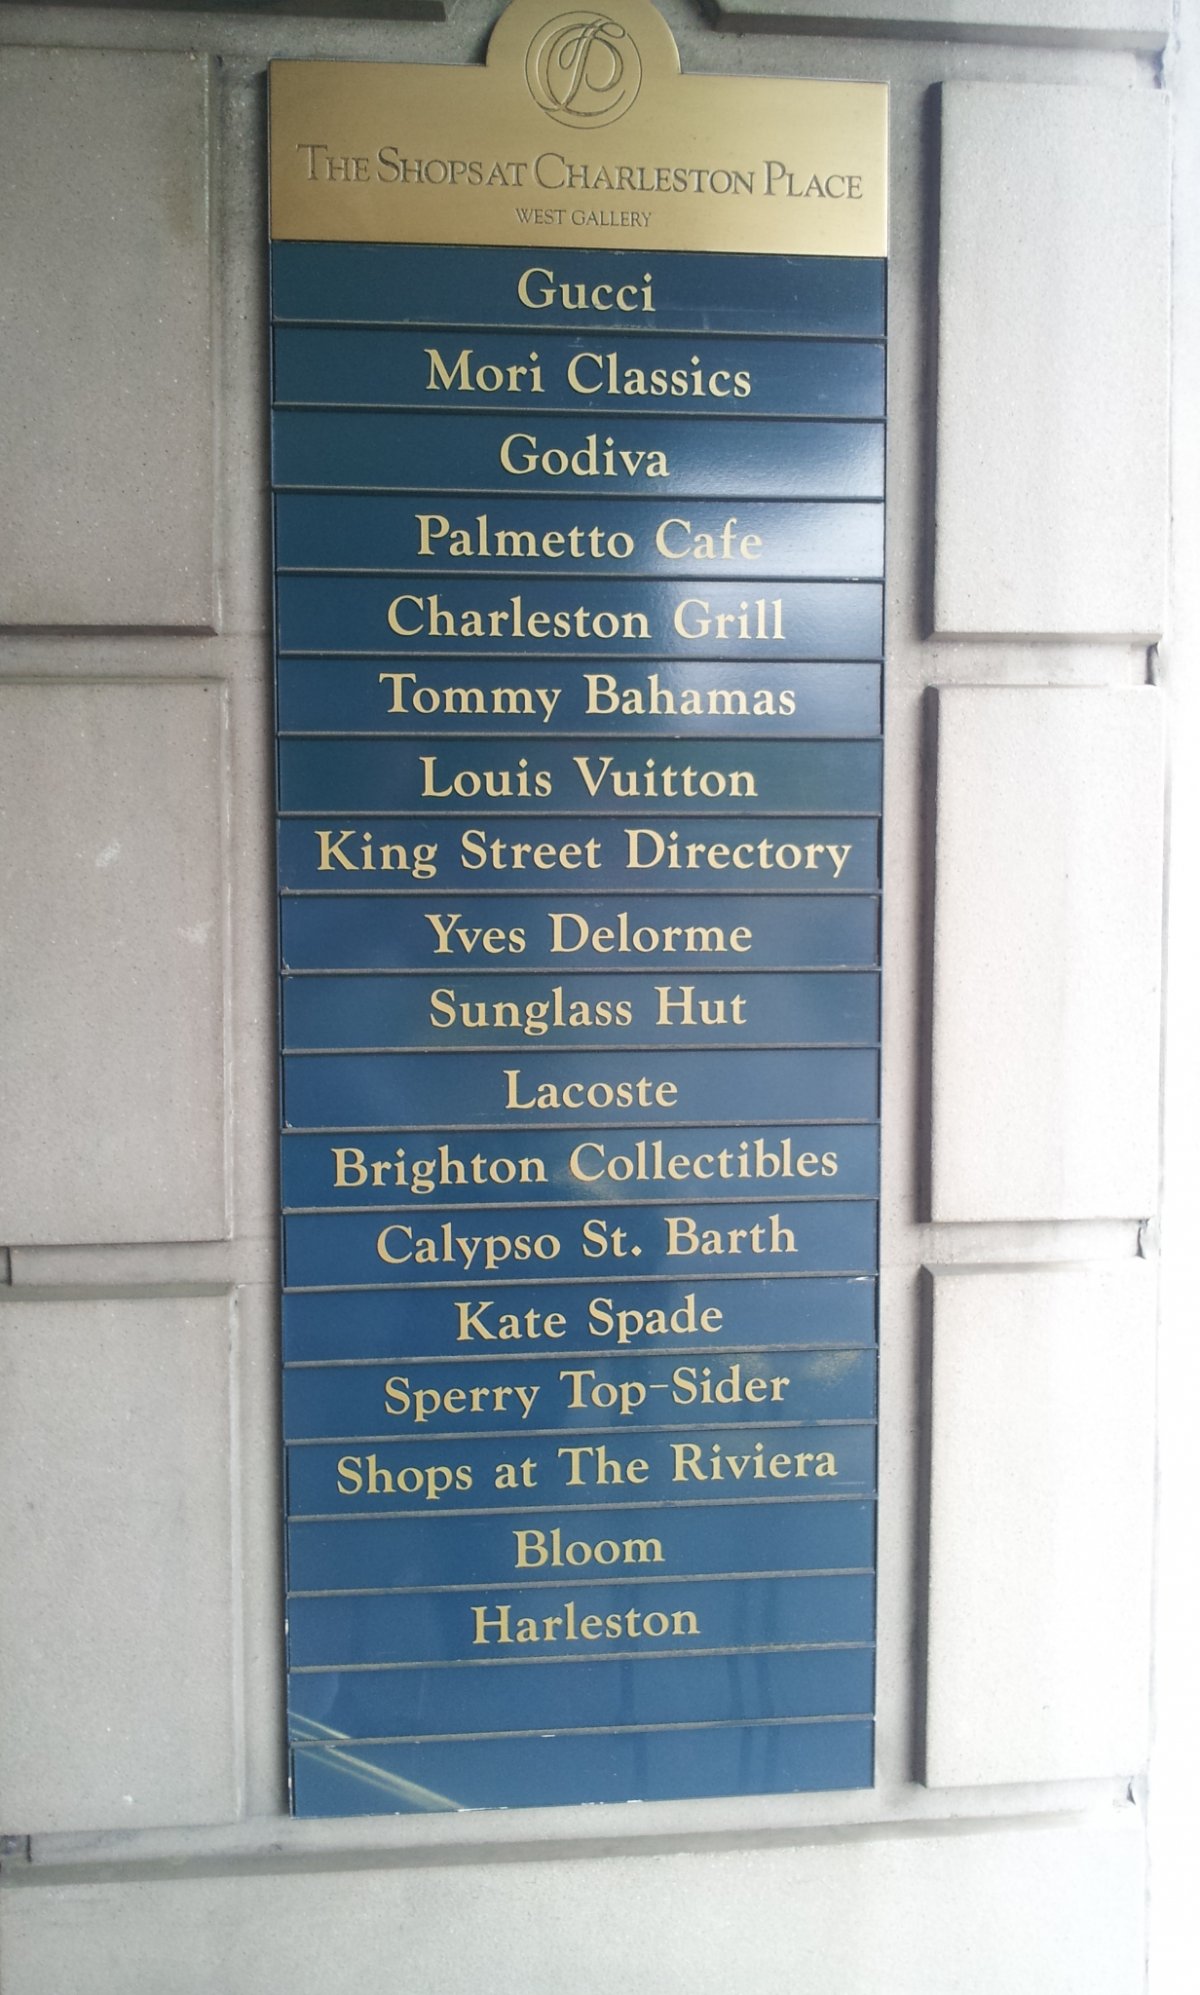 THE SHOPS AT CHARLESTON PLACE
WEST GALLERY
Gucci
Mori Classics
Godiva
Palmetto Cafe
Charleston Grill
Tommy Bahamas
Louis Vuitton
King Street Directory
Yves Delorme
Sunglass Hut
Lacoste
Brighton Collectibles
Calypso St. Barth
Kate Spade
Sperry Top-Sider
Shops at The Riviera
Bloom
Harleston